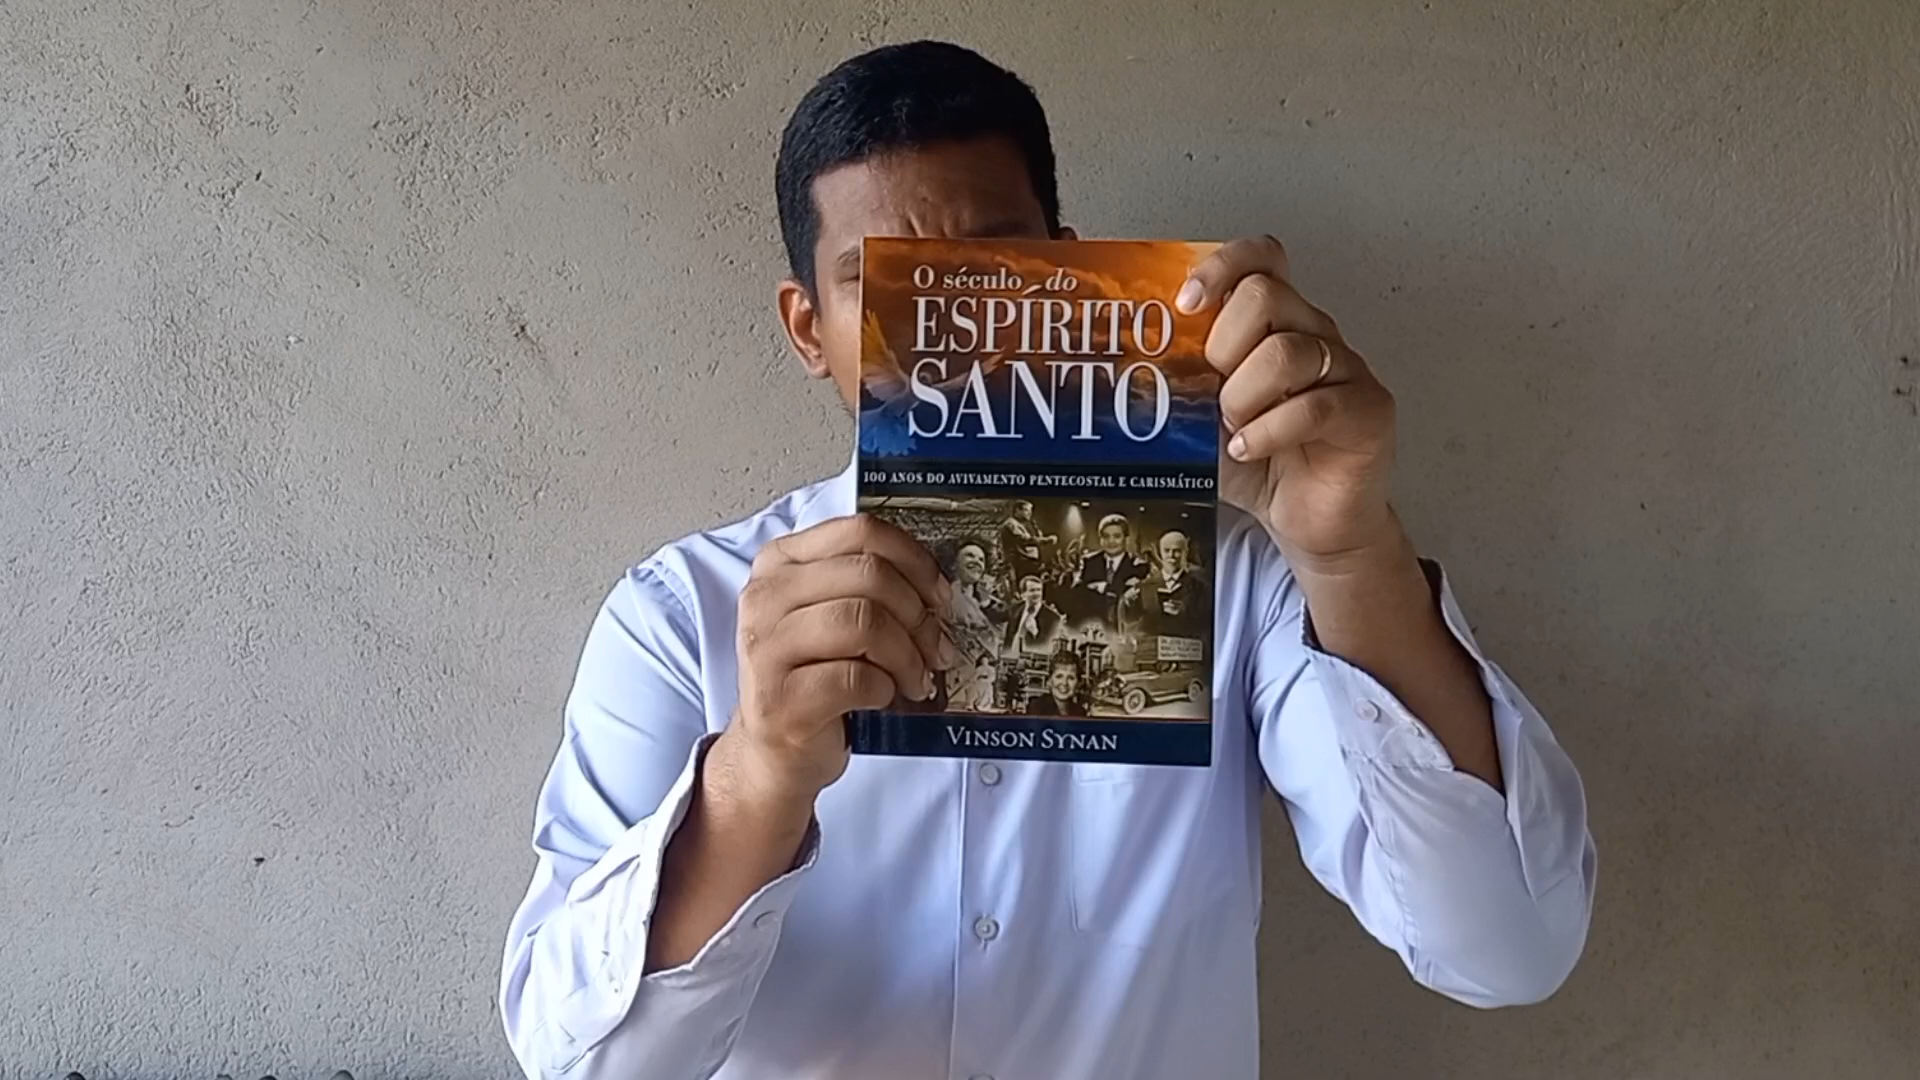 O século do
ESPÍRITO
SANTO
100 ANOS DO AVIVAMENTO PENTECOSTAL E CARISMÁTICO
VINSON SYNAN